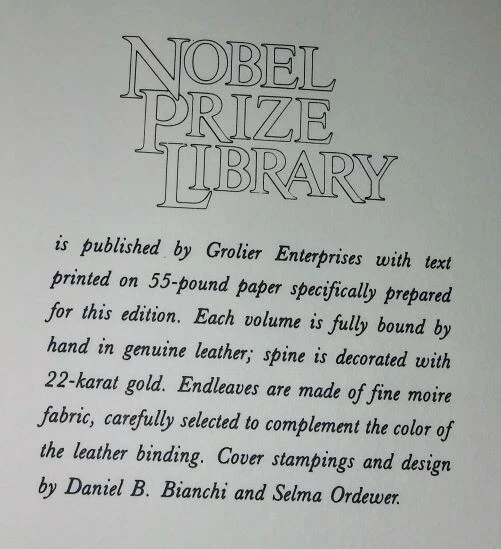 NOBEL
PRIZE
LIBRARY
is published by Grolier Enterprises with text
printed on 55-pound paper specifically prepared
for this edition. Each volume is fully bound by
hand in genuine leather; spine is decorated with
22-karat gold. Endleaves are made of fine moire
fabric, carefully selected to complement the color of
the leather binding. Cover stampings and design
by Daniel B. Bianchi and Selma Ordewer.